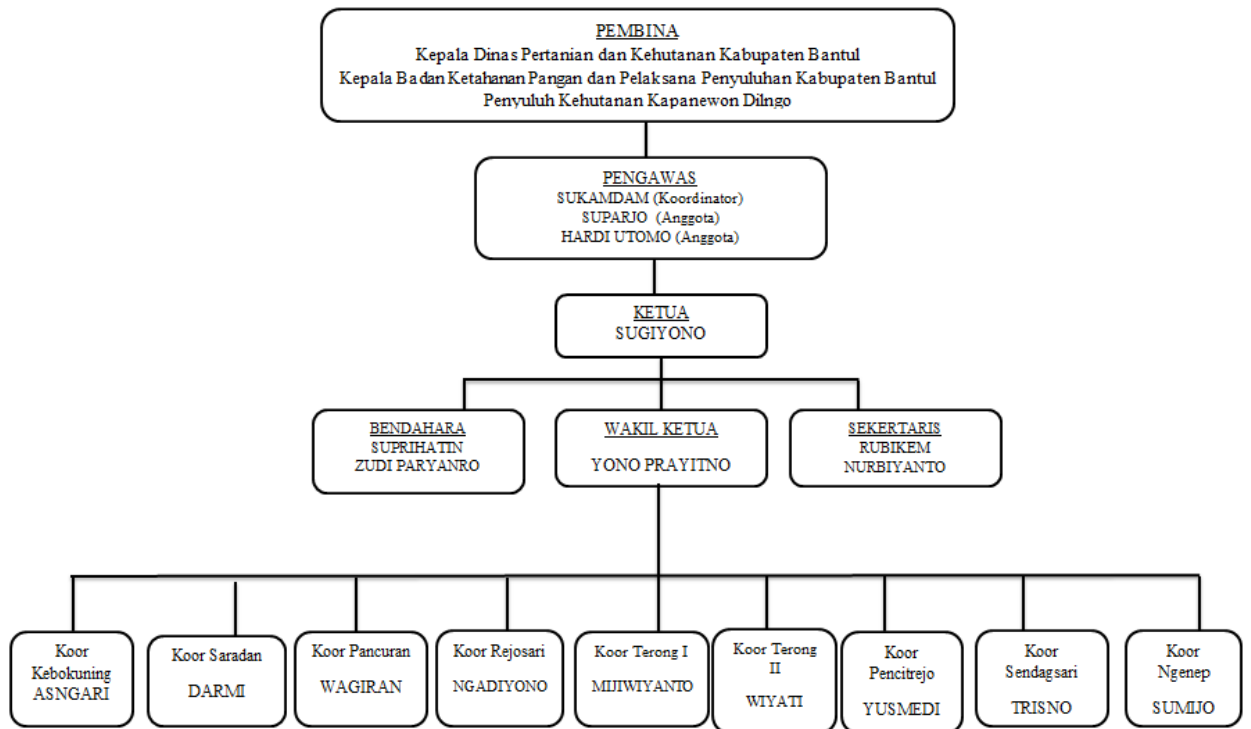 PEMBINA
Kepala Dinas Pertanian dan Kehutanan Kabupaten Bantul
Kepala Badan Ketahanan Pangan dan Pelaksana Penyuluhan Kabupaten Bantul
Penyuluh Kehutanan Kapanewon Dilngo
PENGAWAS
SUKAMDAM (Koordinator)
SUPARJO (Anggota)
HARDI UTOMO (Anggota)
KETUA
SUGIYONO
BENDAHARA
SUPRIHATIN
ZUDI PARYANRO
WAKIL KETUA
YONO PRAYITNO
SEKERTARIS
RUBIKEM
NURBIYANTO
Koor
Kebokuning
ASNGARI
Koor Saradan
DARMI
Koor Pancuran
WAGIRAN
Koor Rejosari
NGADIYONO
Koor Terong I
MIJIWIYANTO
Koor Terong
II
WIYATI
Koor
Pencitrejo
YUSMEDI
Koor
Sendagsari
TRISNO
Koor
Ngenep
SUMIJO